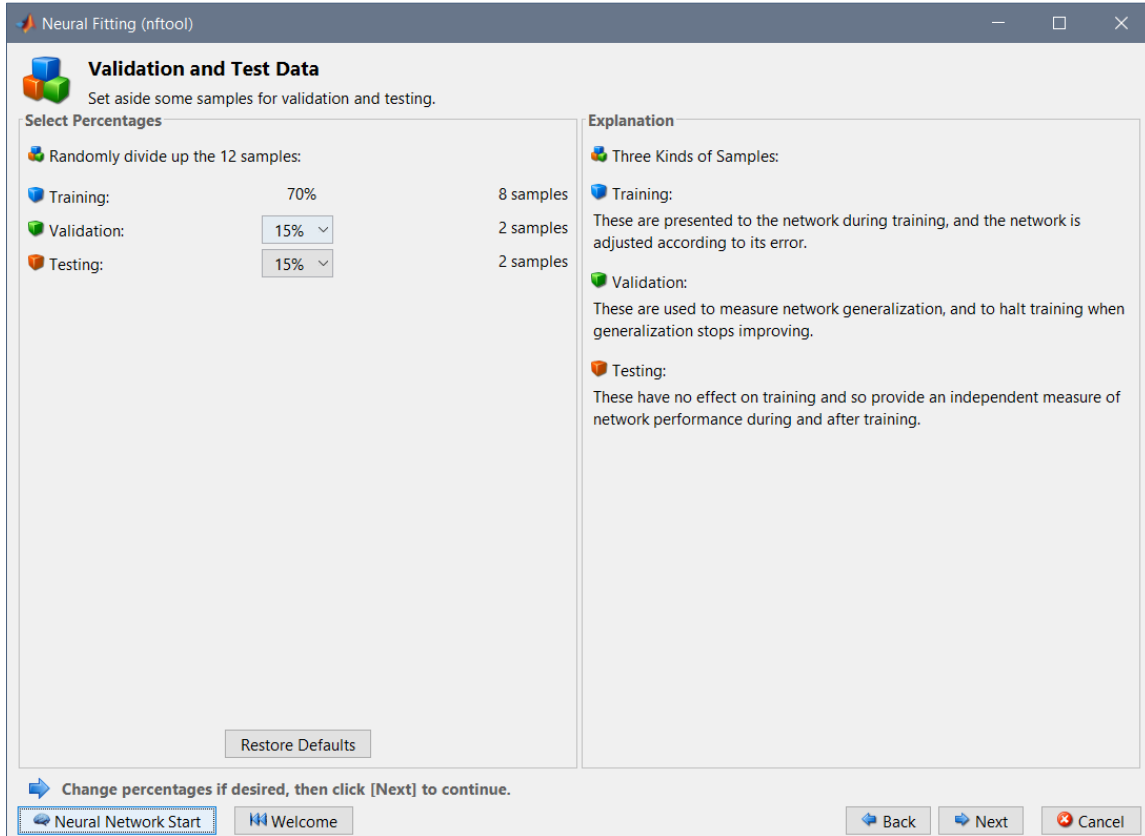 Neural Fitting (nftool)
Validation and Test Data
Set aside some samples for validation and testing.
Select Percentages
Randomly divide up the 12 samples:
Training: 70% 8 samples
Validation: 15% 2 samples
Testing: 15% 2 samples
Restore Defaults
Explanation
Three Kinds of Samples:
Training:
These are presented to the network during training, and the network is
adjusted according to its error.
Validation:
These are used to measure network generalization, and to halt training when
generalization stops improving.
Testing:
These have no effect on training and so provide an independent measure of
network performance during and after training.
Change percentages if desired, then click [Next] to continue.
Neural Network Start Welcome Back Next Cancel